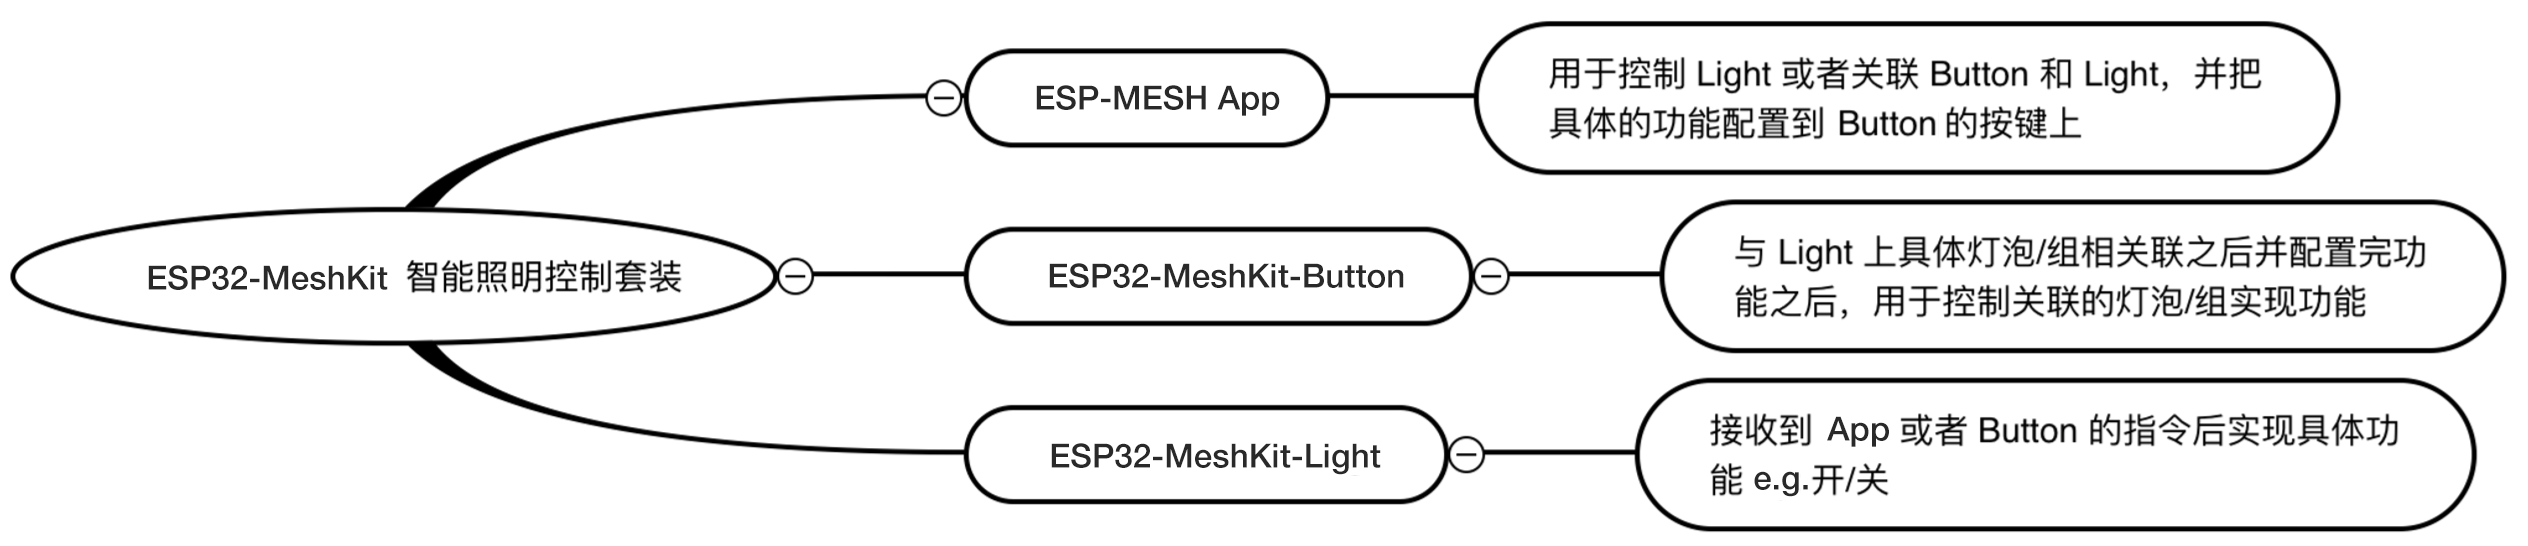 ESP-MESH App
用于控制 Light 或者关联 Button 和 Light，并把
具体的功能配置到 Button 的按键上
ESP32-MeshKit 智能照明控制套装
ESP32-MeshKit-Button
与 Light 上具体灯泡/组相关联之后并配置完功
能之后，用于控制关联的灯泡/组实现功能
ESP32-MeshKit-Light
接收到 App 或者 Button 的指令后实现具体功
能 e.g.开/关